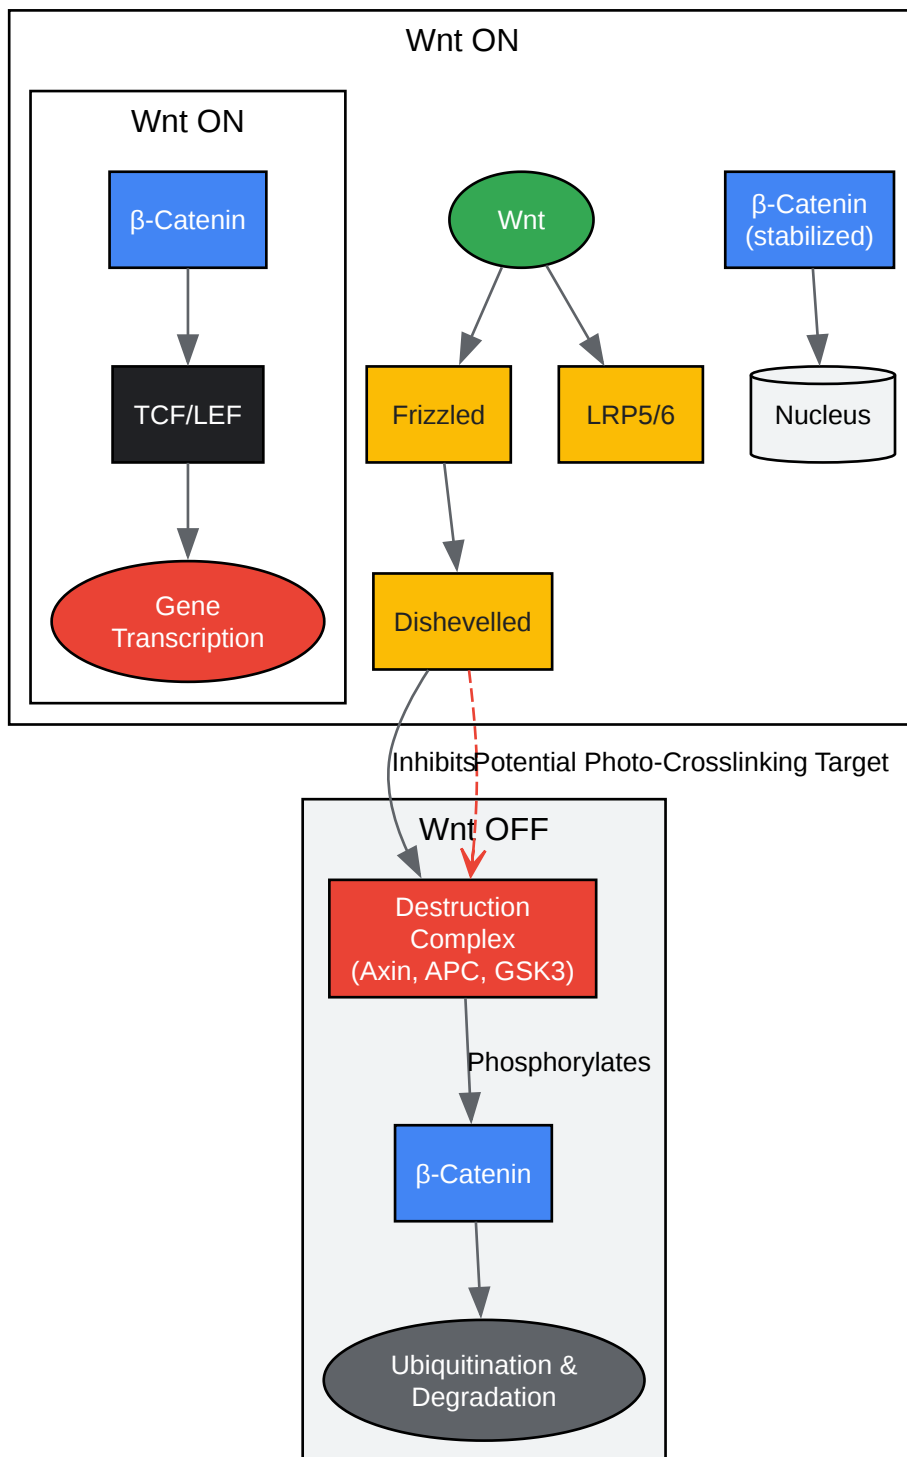 Wnt ON
Wnt ON
β-Catenin
TCF/LEF
Gene
Transcription
Wnt
Frizzled
LRP5/6
Dishevelled
β-Catenin
(stabilized)
Nucleus
Inhibits
Potential Photo-Crosslinking Target
Wnt OFF
Destruction
Complex
(Axin, APC, GSK3)
Phosphorylates
β-Catenin
Ubiquitination &
Degradation